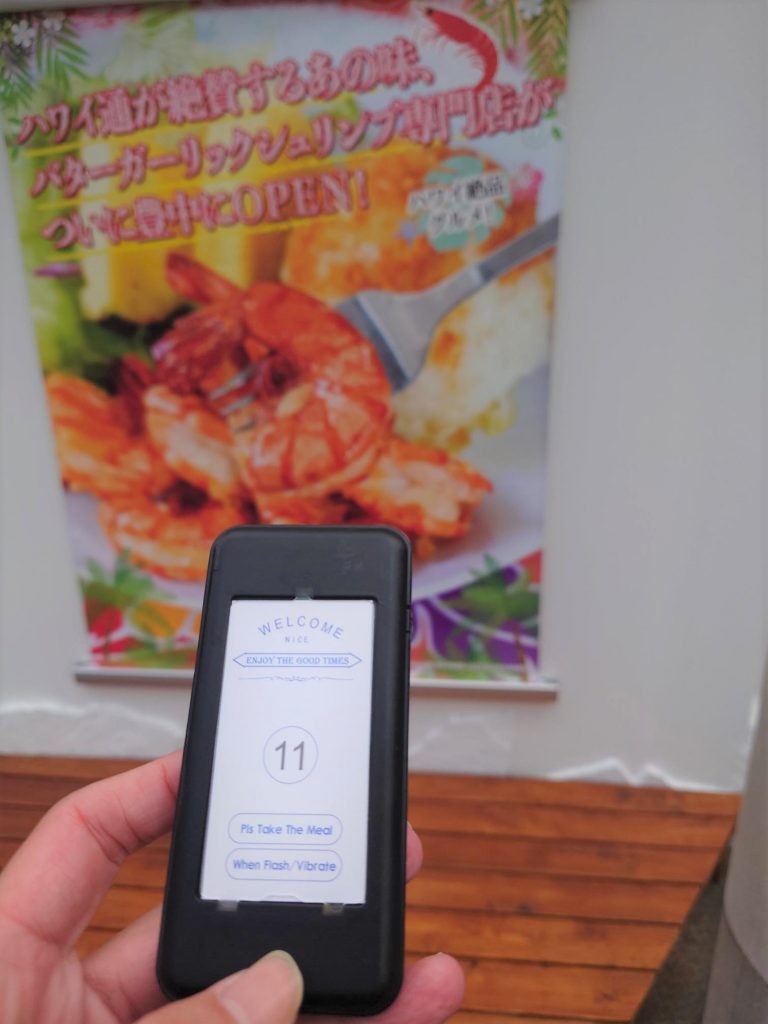 ハワイ通が絶賛するあの味、
バターガーリックシュリンプ専門店が
ついに豊中にOPEN!
ハワイ絶品
グルメ!
WELCOME
NICE
ENJOY THE GOOD TIMES
11
Pls Take The Meal
When Flash/Vibrate